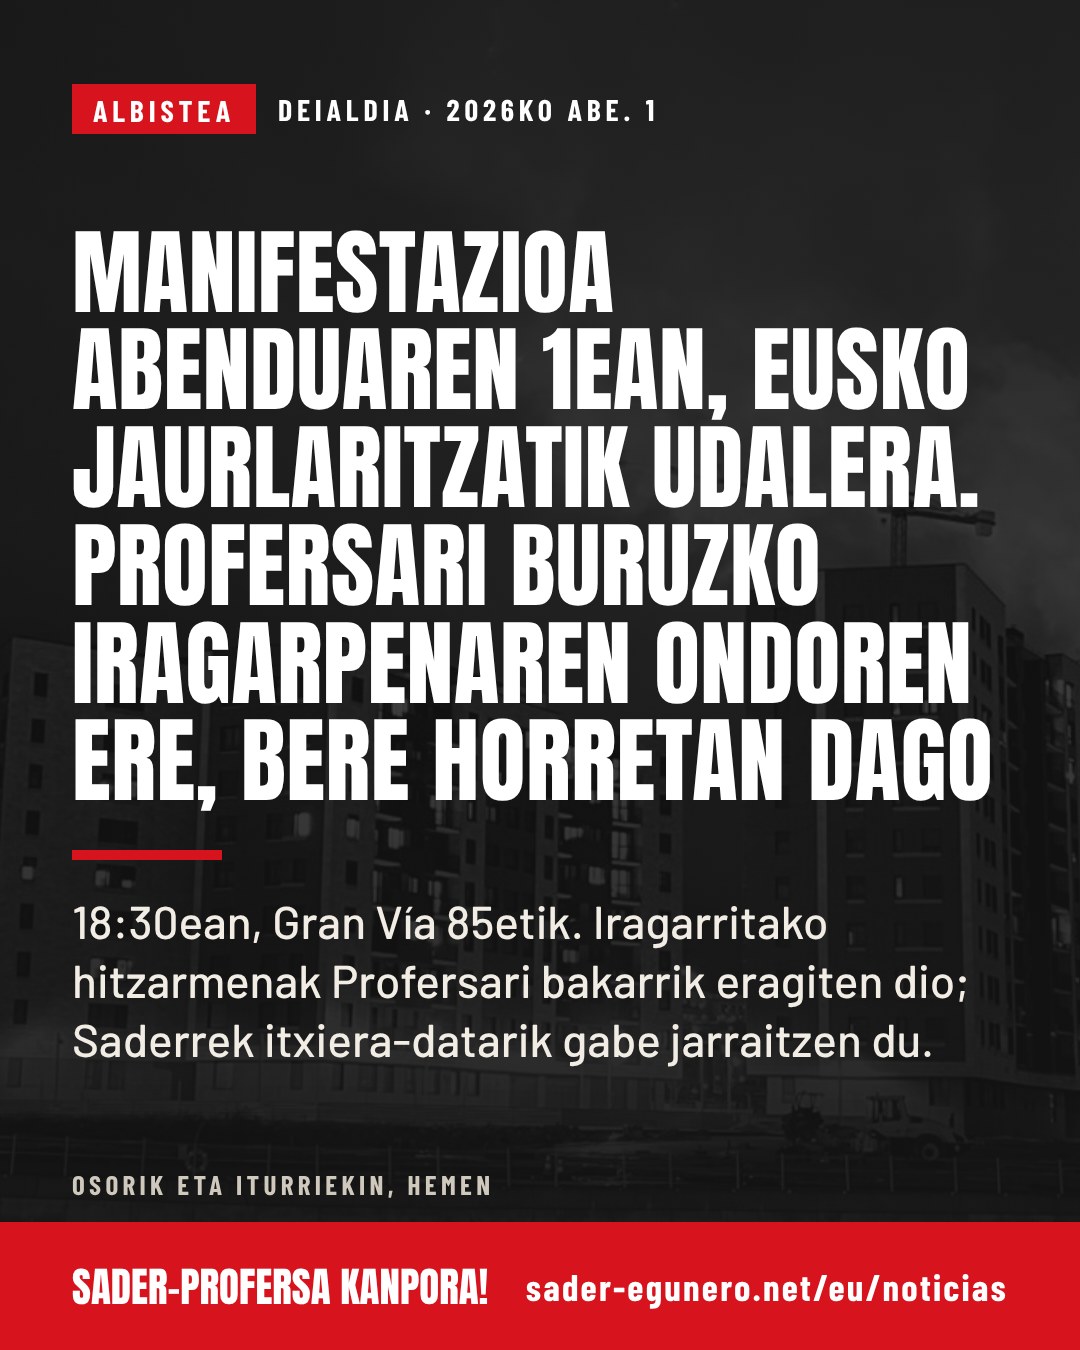 ALBISTEA
DEIALDIA · 2026KO ABE. 1
MANIFESTAZIOA
ABENDUAREN 1EAN, EUSKO
JAURLARITZATIK UDALERA.
PROFERSARI BURUZKO
IRAGARPENAREN ONDOREN
ERE, BERE HORRETAN DAGO
18:30ean, Gran Vía 85etik. Iragarritako
hitzarmenak Profersari bakarrik eragiten dio;
Saderrek itxiera-datarik gabe jarraitzen du.
OSORIK ETA ITURRIEKIN, HEMEN
SADER-PROFERSA KANPORA!
sader-egunero.net/eu/noticias